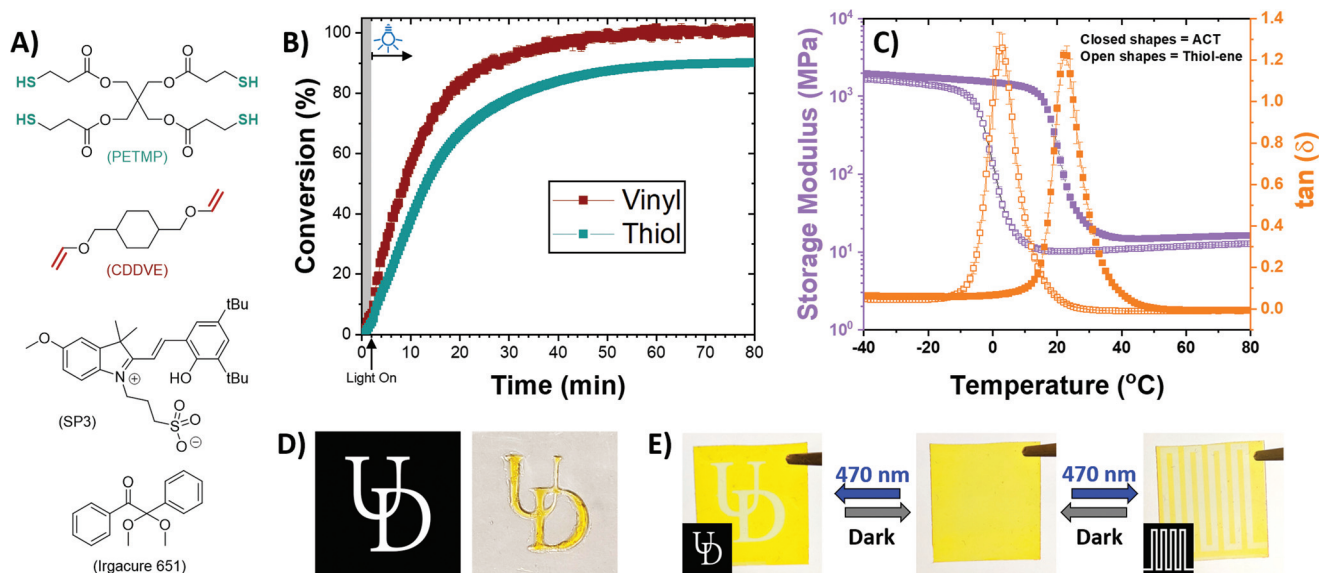 A)
O
O
HS
O
O
SH
HS
O
O
SH
O
O
(PETMP)
O
O
(CDDVE)
tBu
O
N
+
HO
tBu
(SP3)
O
S
O
O
⊖
O
O
O
(Irgacure 651)
B)
100
80
60
40
20
0
Conversion (%)
Vinyl
Thiol
0 10 20 30 40 50 60 70 80
Light On
Time (min)
C)
Closed shapes = ACT
Open shapes = Thiol-ene
10⁴
10³
10²
10¹
10⁰
Storage Modulus (MPa)
1.4
1.2
1.0
0.8
0.6
0.4
0.2
0.0
tan (δ)
-40 -20 0 20 40 60 80
Temperature (°C)
D)
UD
UD
E)
UD
UD
470 nm
Dark
470 nm
Dark